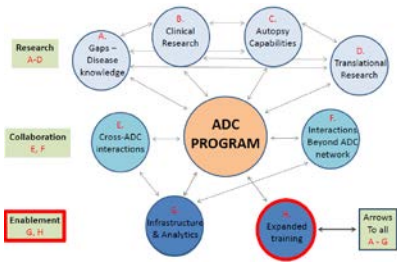 Research
A-D
A.
Gaps –
Disease
knowledge
B.
Clinical
Research
C.
Autopsy
Capabilities
D.
Translational
Research
Collaboration
E, F
E.
Cross-ADC
interactions
ADC
PROGRAM
F.
Interactions
Beyond ADC
network
Enablement
G, H
G.
Infrastructure
& Analytics
H.
Expanded
training
Arrows
To all
A - G